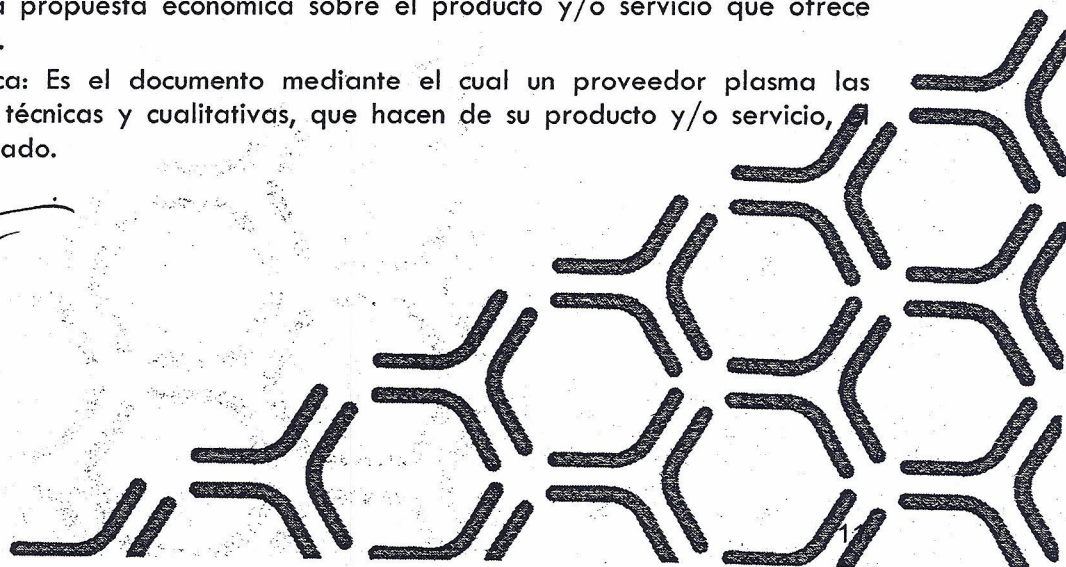 a propuesta económica sobre el producto y/o servicio que ofrece
.
ca: Es el documento mediante el cual un proveedor plasma las
técnicas y cualitativas, que hacen de su producto y/o servicio,
ado.